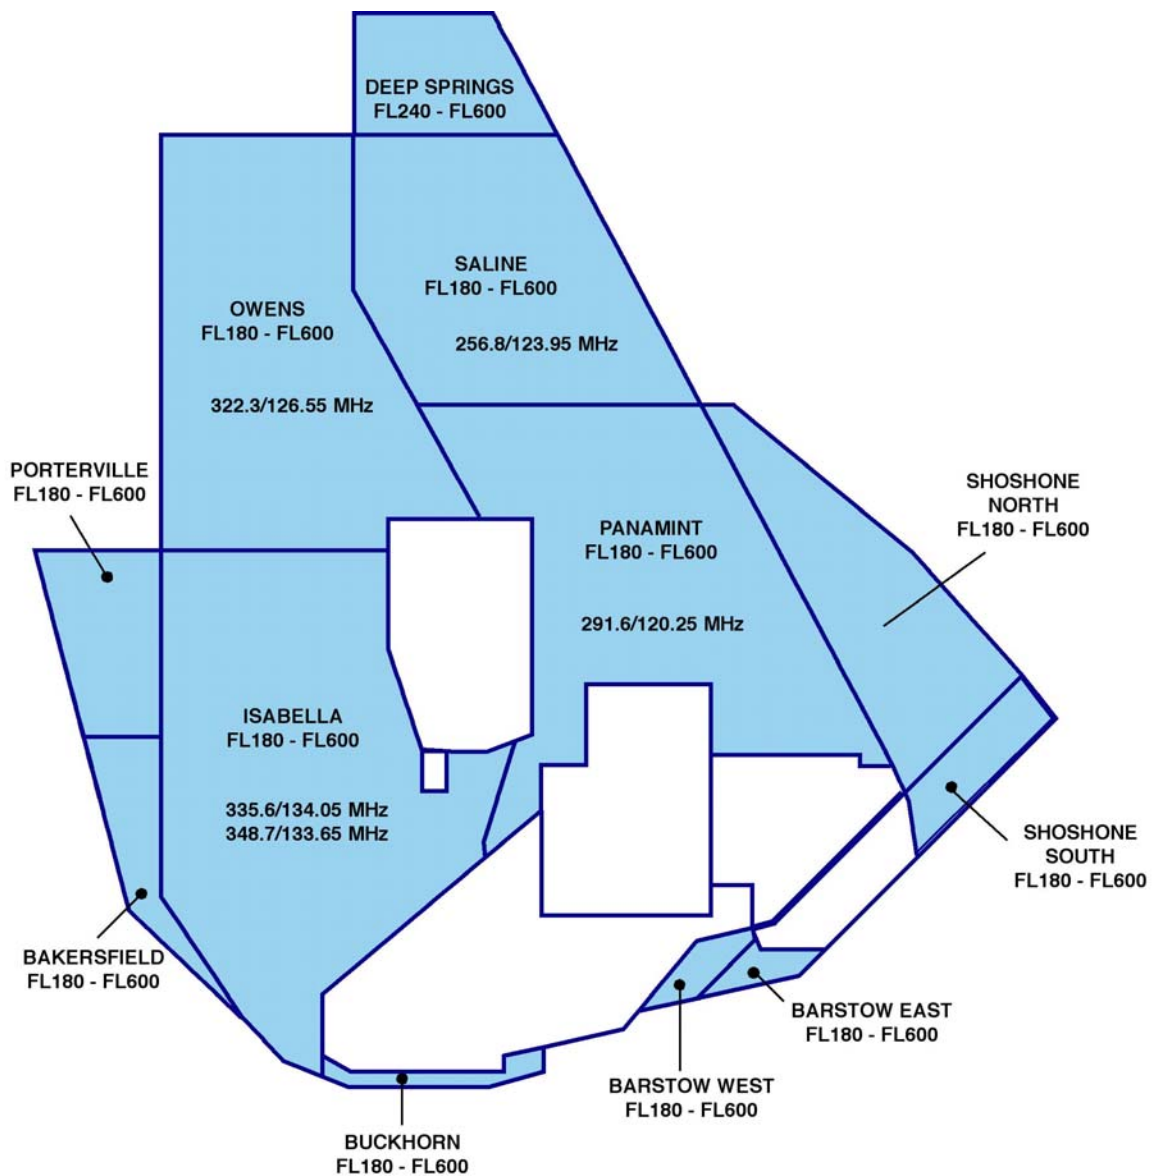 DEEP SPRINGS
FL240 - FL600
SALINE
FL180 - FL600
256.8/123.95 MHz
OWENS
FL180 - FL600
322.3/126.55 MHz
PORTERVILLE
FL180 - FL600
SHOSHONE
NORTH
FL180 - FL600
PANAMINT
FL180 - FL600
291.6/120.25 MHz
ISABELLA
FL180 - FL600
335.6/134.05 MHz
348.7/133.65 MHz
SHOSHONE
SOUTH
FL180 - FL600
BAKERSFIELD
FL180 - FL600
BARSTOW EAST
FL180 - FL600
BARSTOW WEST
FL180 - FL600
BUCKHORN
FL180 - FL600